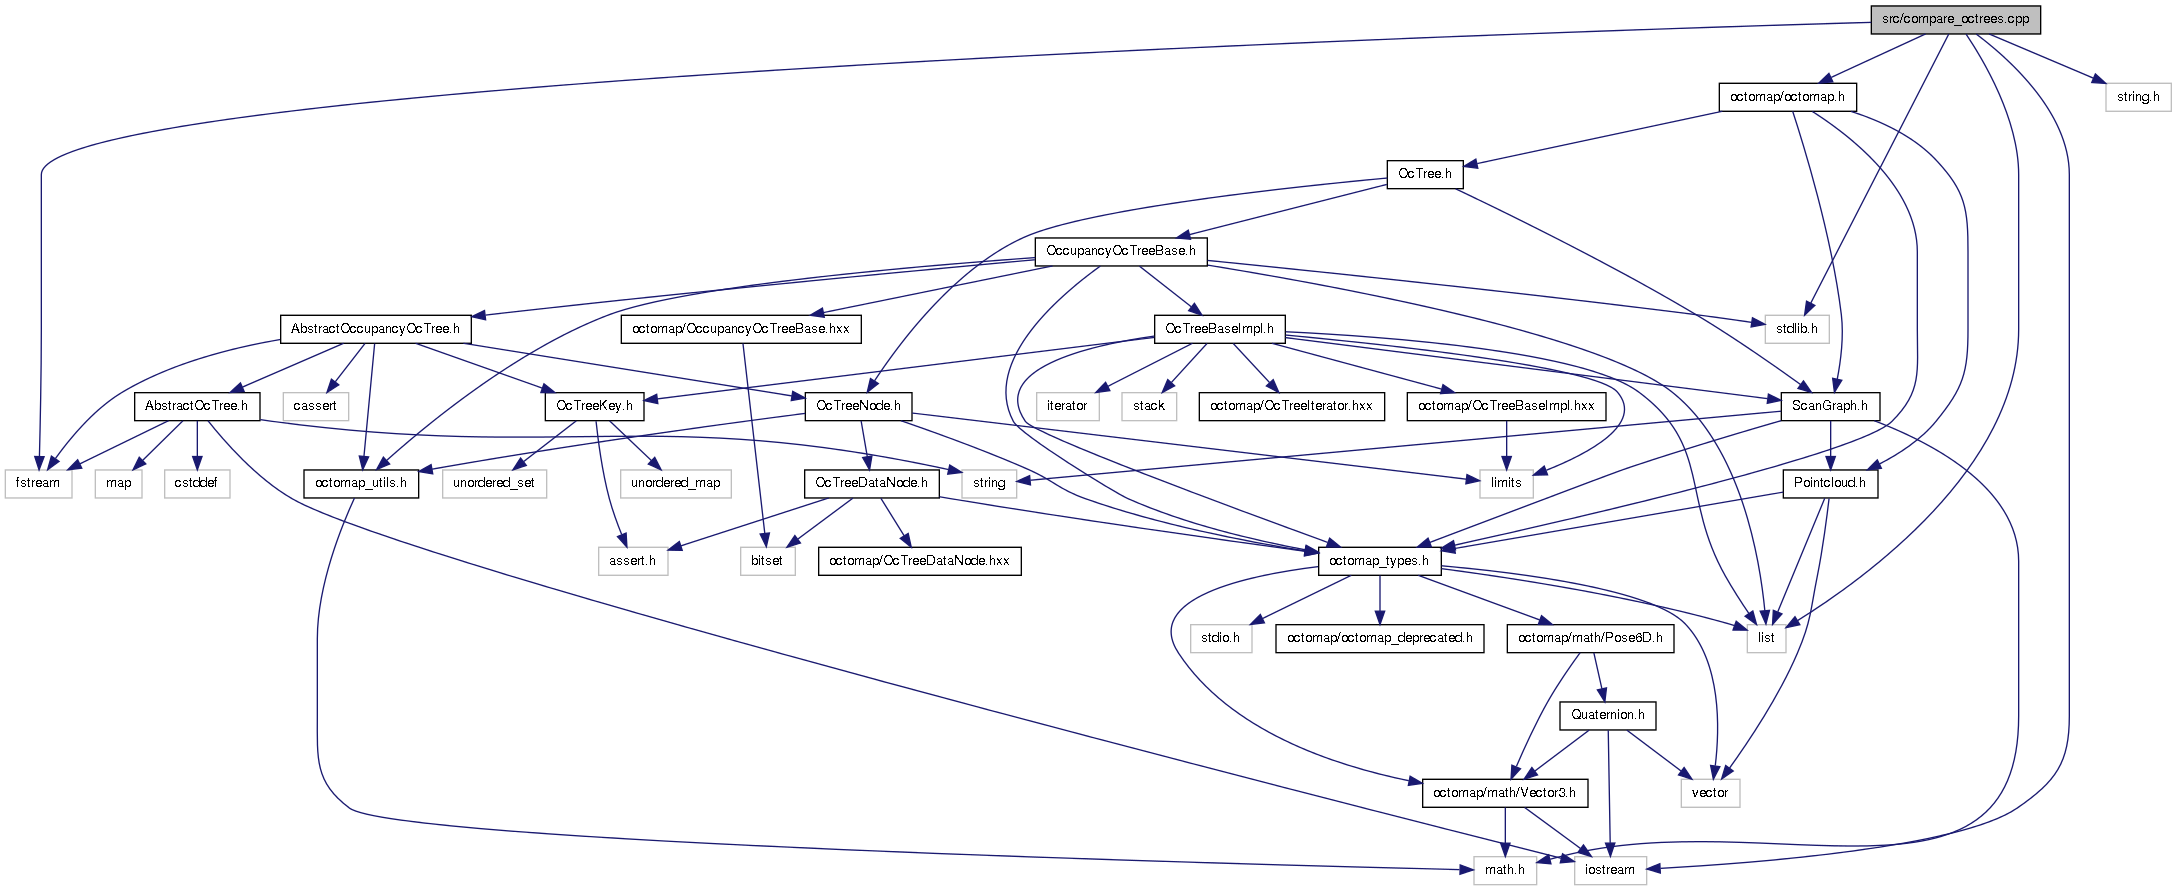 src/compare_octrees.cpp
octomap/octomap.h
string.h
OcTree.h
OccupancyOcTreeBase.h
AbstractOccupancyOcTree.h
octomap/OccupancyOcTreeBase.hxx
OcTreeBaseImpl.h
stdlib.h
AbstractOcTree.h
cassert
OcTreeKey.h
OcTreeNode.h
iterator
stack
octomap/OcTreeIterator.hxx
octomap/OcTreeBaseImpl.hxx
ScanGraph.h
fstream
map
cstddef
octomap_utils.h
unordered_set
unordered_map
OcTreeDataNode.h
string
limits
Pointcloud.h
assert.h
bitset
octomap/OcTreeDataNode.hxx
octomap_types.h
stdio.h
octomap/octomap_deprecated.h
octomap/math/Pose6D.h
list
Quaternion.h
octomap/math/Vector3.h
vector
math.h
iostream